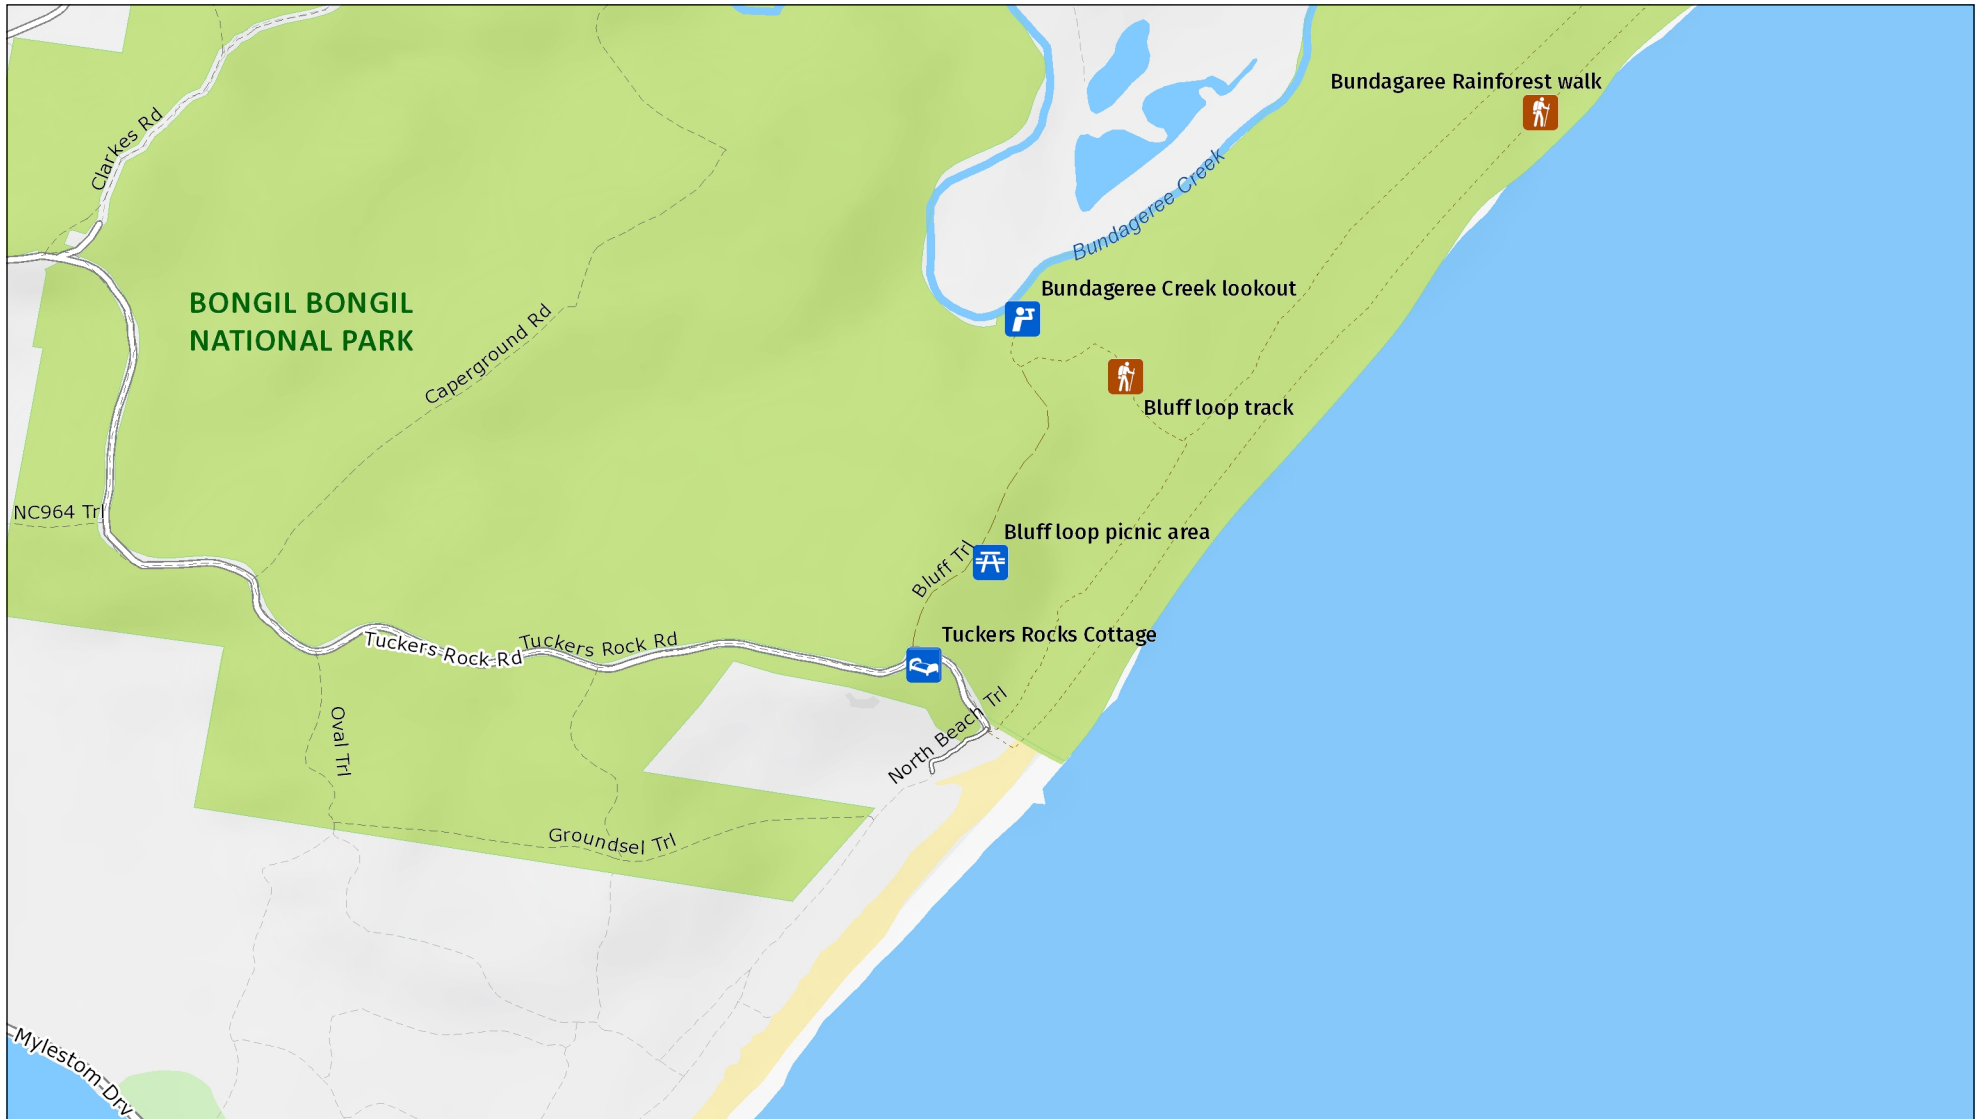 Bundagaree Rainforest walk
Clarkes Rd
Bundageree Creek
Bundageree Creek lookout
BONGIL BONGIL
NATIONAL PARK
Caperground Rd
Bluff loop track
NC964 Trl
Bluff loop picnic area
Bluff Trl
Tuckers Rocks Cottage
Tuckers Rock Rd
Tuckers Rock Rd
North Beach Trl
Oval Trl
Groundsel Trl
Mylestom Drv